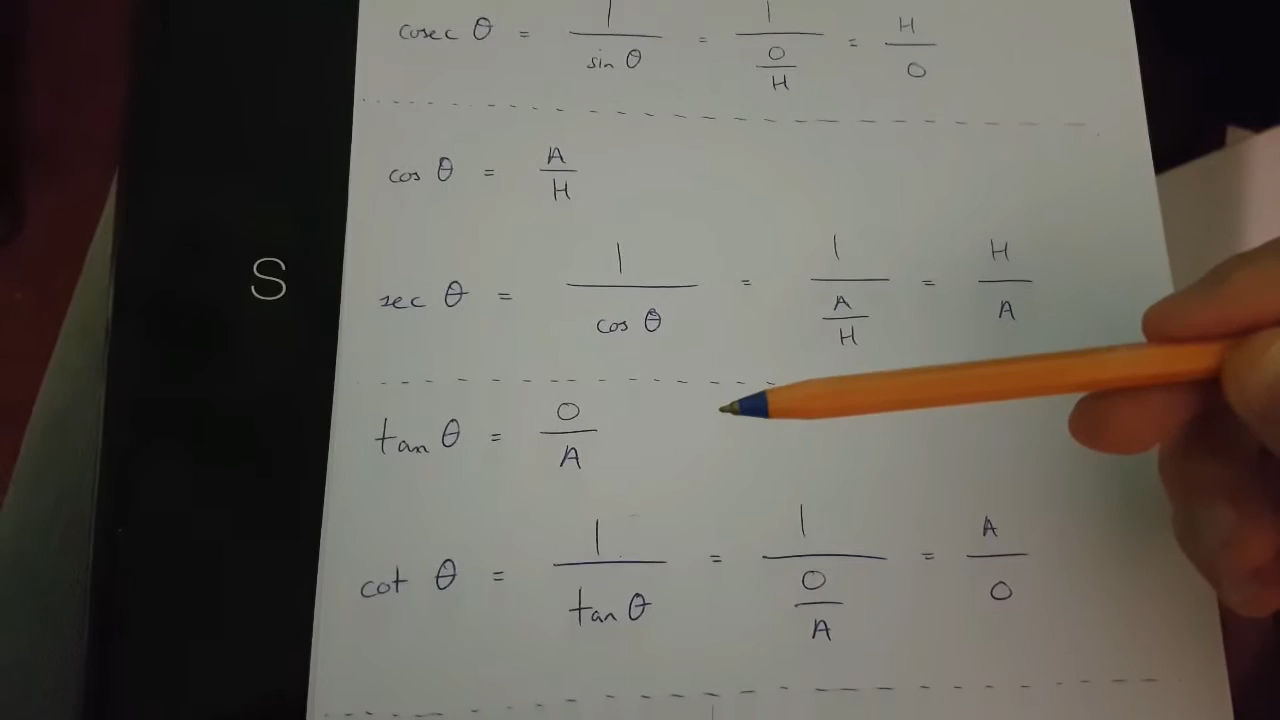 cosec θ = 1/sin θ = 1/(O/H) = H/O
cos θ = A/H
S
sec θ = 1/cos θ = 1/(A/H) = H/A
tan θ = O/A
cot θ = 1/tan θ = 1/(O/A) = A/O